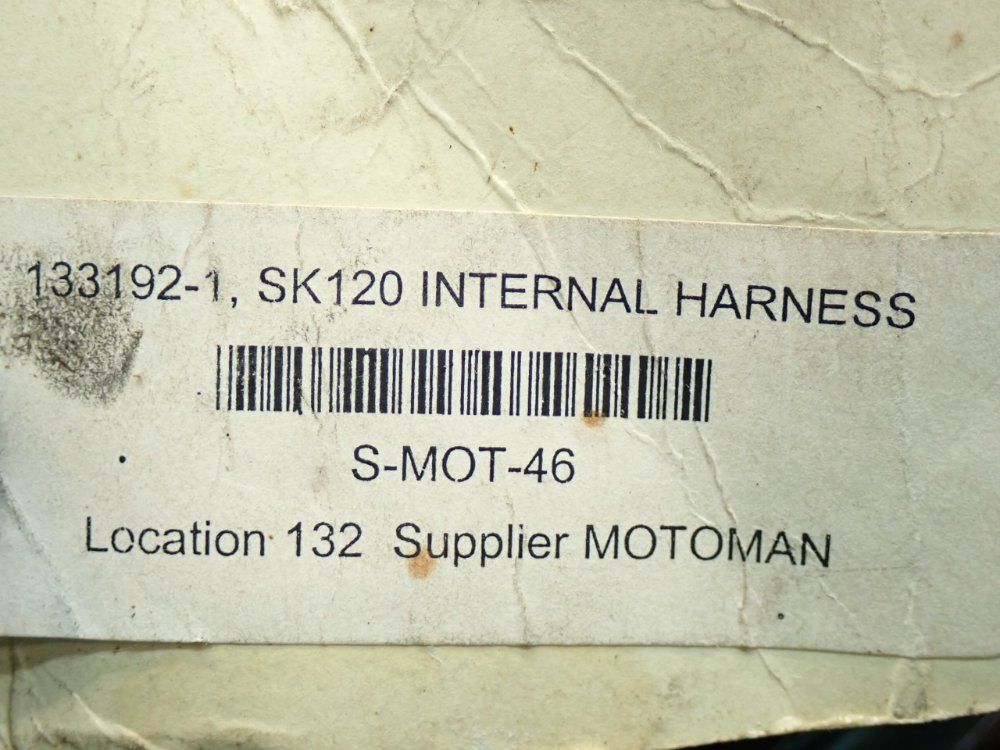 133192-1, SK120 INTERNAL HARNESS
S-MOT-46
Location 132 Supplier MOTOMAN